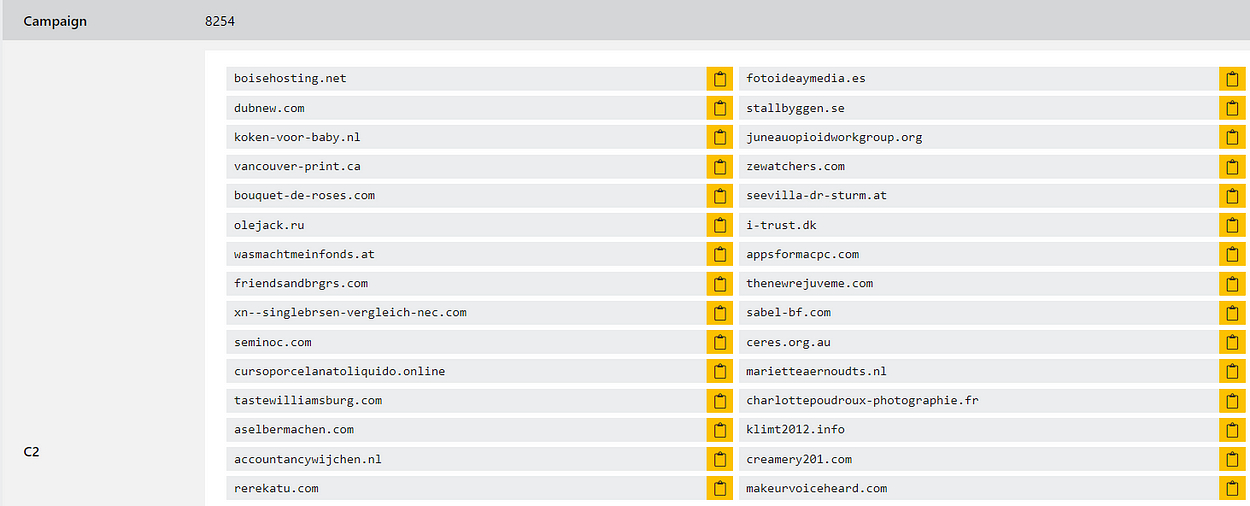 Campaign 8254
boisehosting.net fotoideaymedia.es
dubnew.com stallbyggen.se
koken-voor-baby.nl juneauopioidworkgroup.org
vancouver-print.ca zewatchers.com
bouquet-de-roses.com seevilla-dr-sturm.at
olejack.ru i-trust.dk
wasmachtmeinfonds.at appsformacpc.com
friendsandbrgrs.com thenewrejuveme.com
xn--singlebrsen-vergleich-nec.com sabel-bf.com
seminoc.com ceres.org.au
cursoporcelanatoliquido.online marietteaernoudts.nl
tastewilliamsburg.com charlottepoudroux-photographie.fr
aselbermachen.com klimt2012.info
C2
accountancywijchen.nl creamery201.com
rerekatu.com makeurvoiceheard.com